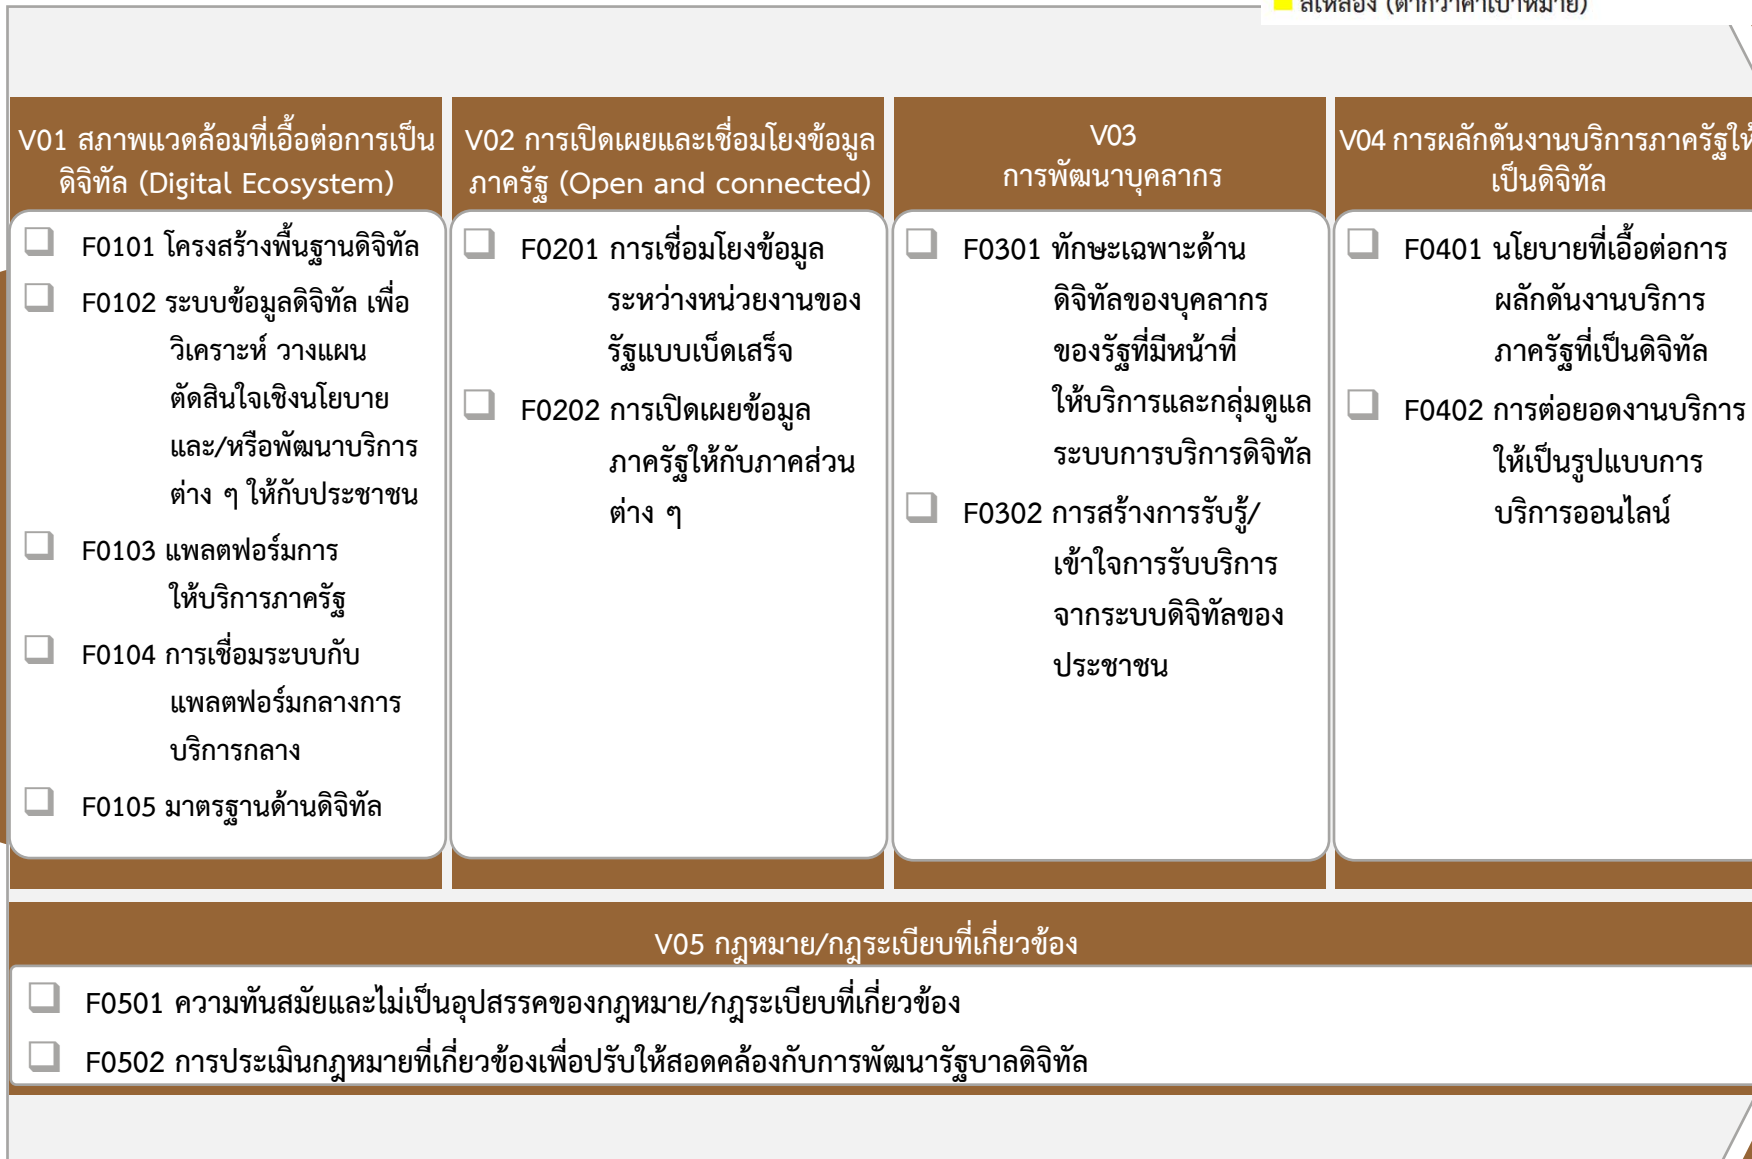 สีเหลือง (ต่ำกว่าค่าเป้าหมาย)
V01 สภาพแวดล้อมที่เอื้อต่อการเป็น
ดิจิทัล (Digital Ecosystem)
F0101 โครงสร้างพื้นฐานดิจิทัล
F0102 ระบบข้อมูลดิจิทัล เพื่อ
วิเคราะห์ วางแผน
ตัดสินใจเชิงนโยบาย
และ/หรือพัฒนาบริการ
ต่าง ๆ ให้กับประชาชน
F0103 แพลตฟอร์มการ
ให้บริการภาครัฐ
F0104 การเชื่อมระบบกับ
แพลตฟอร์มกลางการ
บริการกลาง
F0105 มาตรฐานด้านดิจิทัล
V02 การเปิดเผยและเชื่อมโยงข้อมูล
ภาครัฐ (Open and connected)
F0201 การเชื่อมโยงข้อมูล
ระหว่างหน่วยงานของ
รัฐแบบเบ็ดเสร็จ
F0202 การเปิดเผยข้อมูล
ภาครัฐให้กับภาคส่วน
ต่าง ๆ
V03
การพัฒนาบุคลากร
F0301 ทักษะเฉพาะด้าน
ดิจิทัลของบุคลากร
ของรัฐที่มีหน้าที่
ให้บริการและกลุ่มดูแล
ระบบการบริการดิจิทัล
F0302 การสร้างการรับรู้/
เข้าใจการรับบริการ
จากระบบดิจิทัลของ
ประชาชน
V04 การผลักดันงานบริการภาครัฐให้
เป็นดิจิทัล
F0401 นโยบายที่เอื้อต่อการ
ผลักดันงานบริการ
ภาครัฐที่เป็นดิจิทัล
F0402 การต่อยอดงานบริการ
ให้เป็นรูปแบบการ
บริการออนไลน์
V05 กฎหมาย/กฎระเบียบที่เกี่ยวข้อง
F0501 ความทันสมัยและไม่เป็นอุปสรรคของกฎหมาย/กฎระเบียบที่เกี่ยวข้อง
F0502 การประเมินกฎหมายที่เกี่ยวข้องเพื่อปรับให้สอดคล้องกับการพัฒนารัฐบาลดิจิทัล